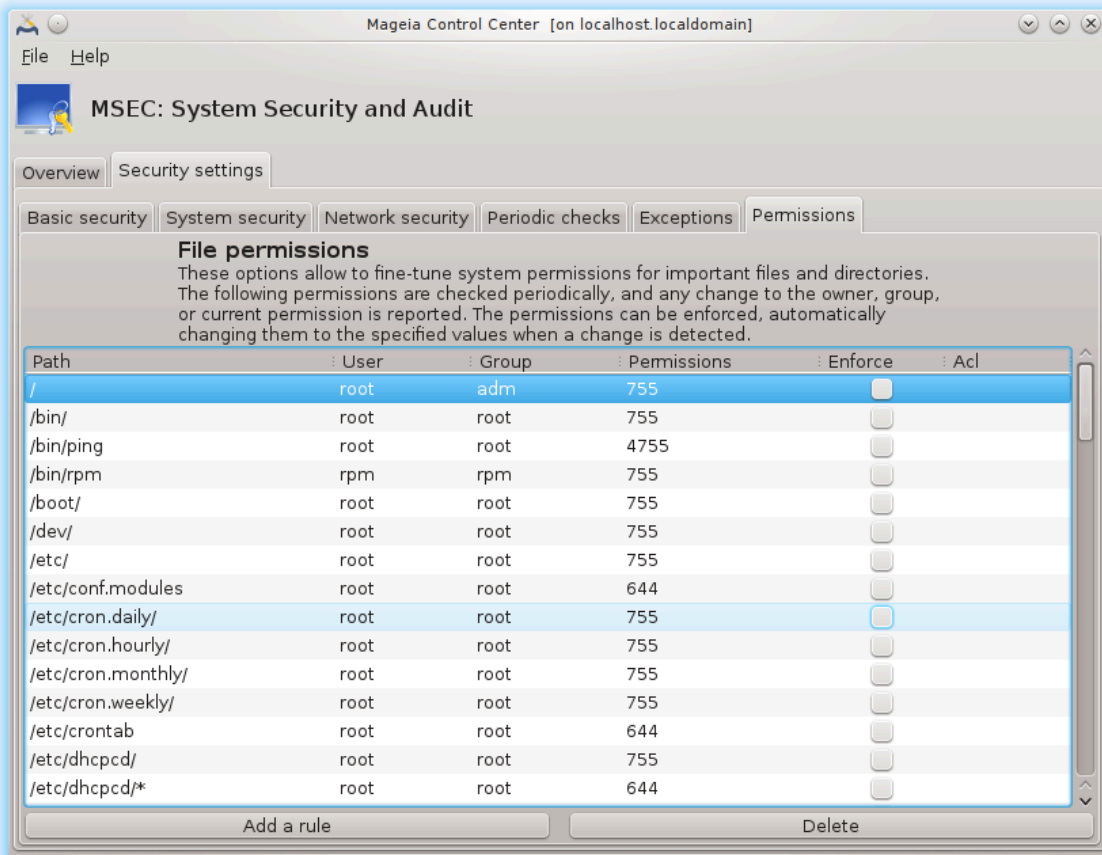 Mageia Control Center [on localhost.localdomain]
File Help
MSEC: System Security and Audit
Overview Security settings
Basic security System security Network security Periodic checks Exceptions Permissions
File permissions
These options allow to fine-tune system permissions for important files and directories.
The following permissions are checked periodically, and any change to the owner, group,
or current permission is reported. The permissions can be enforced, automatically
changing them to the specified values when a change is detected.
Path User Group Permissions Enforce Acl
/ root adm 755
/bin/ root root 755
/bin/ping root root 4755
/bin/rpm rpm rpm 755
/boot/ root root 755
/dev/ root root 755
/etc/ root root 755
/etc/conf.modules root root 644
/etc/cron.daily/ root root 755
/etc/cron.hourly/ root root 755
/etc/cron.monthly/ root root 755
/etc/cron.weekly/ root root 755
/etc/crontab root root 644
/etc/dhcpcd/ root root 755
/etc/dhcpcd/* root root 644
Add a rule Delete